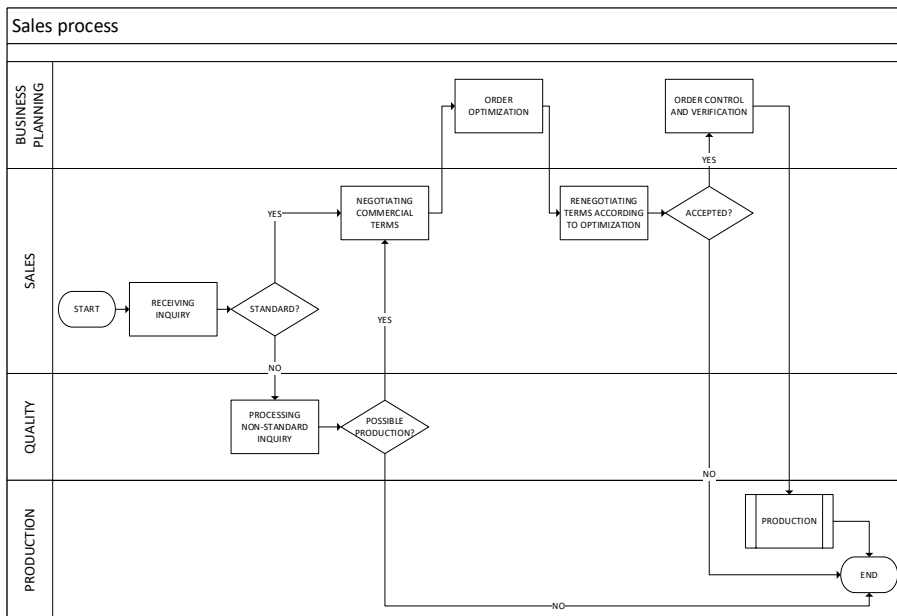 Sales process
BUSINESS
PLANNING
ORDER
OPTIMIZATION
ORDER CONTROL
AND VERIFICATION
YES
SALES
YES
NEGOTIATING
COMMERCIAL
TERMS
RENEGOTIATING
TERMS ACCORDING
TO OPTIMIZATION
ACCEPTED?
START
RECEIVING
INQUIRY
STANDARD?
YES
NO
QUALITY
PROCESSING
NON-STANDARD
INQUIRY
POSSIBLE
PRODUCTION?
NO
PRODUCTION
PRODUCTION
END
NO